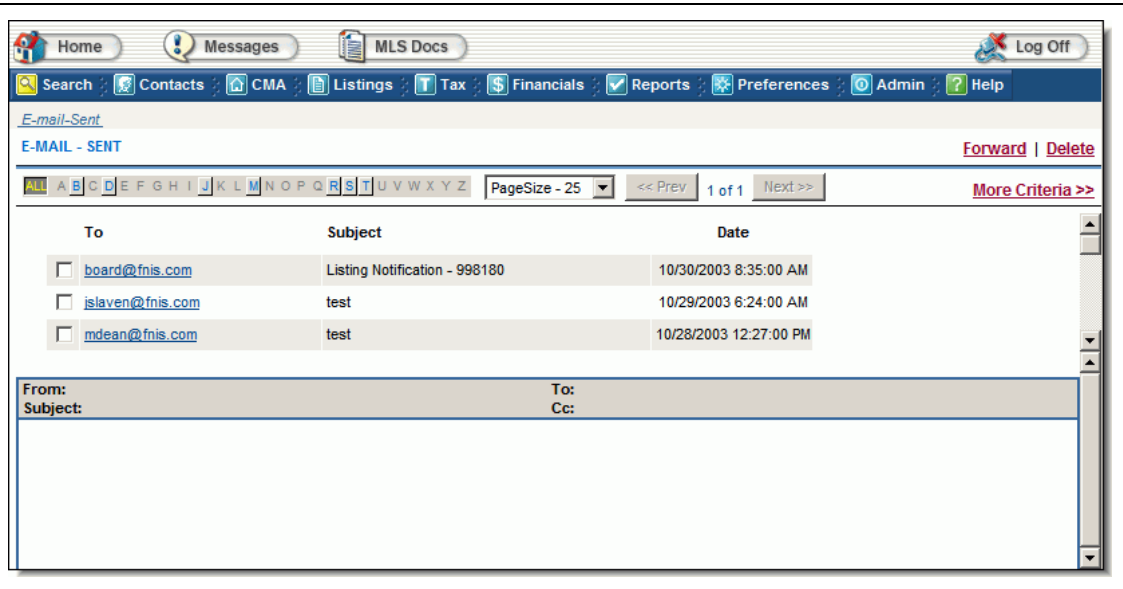 Home Messages MLS Docs Log Off
Search Contacts CMA Listings Tax Financials Reports Preferences Admin Help
E-mail-Sent
E-MAIL - SENT
Forward | Delete
ALL A B C D E F G H I J K L M N O P Q R S T U V W X Y Z PageSize - 25 << Prev 1 of 1 Next >>
More Criteria >>
To Subject Date
board@fnis.com Listing Notification - 998180 10/30/2003 8:35:00 AM
jslaven@fnis.com test 10/29/2003 6:24:00 AM
mdean@fnis.com test 10/28/2003 12:27:00 PM
From: To:
Subject: Cc: